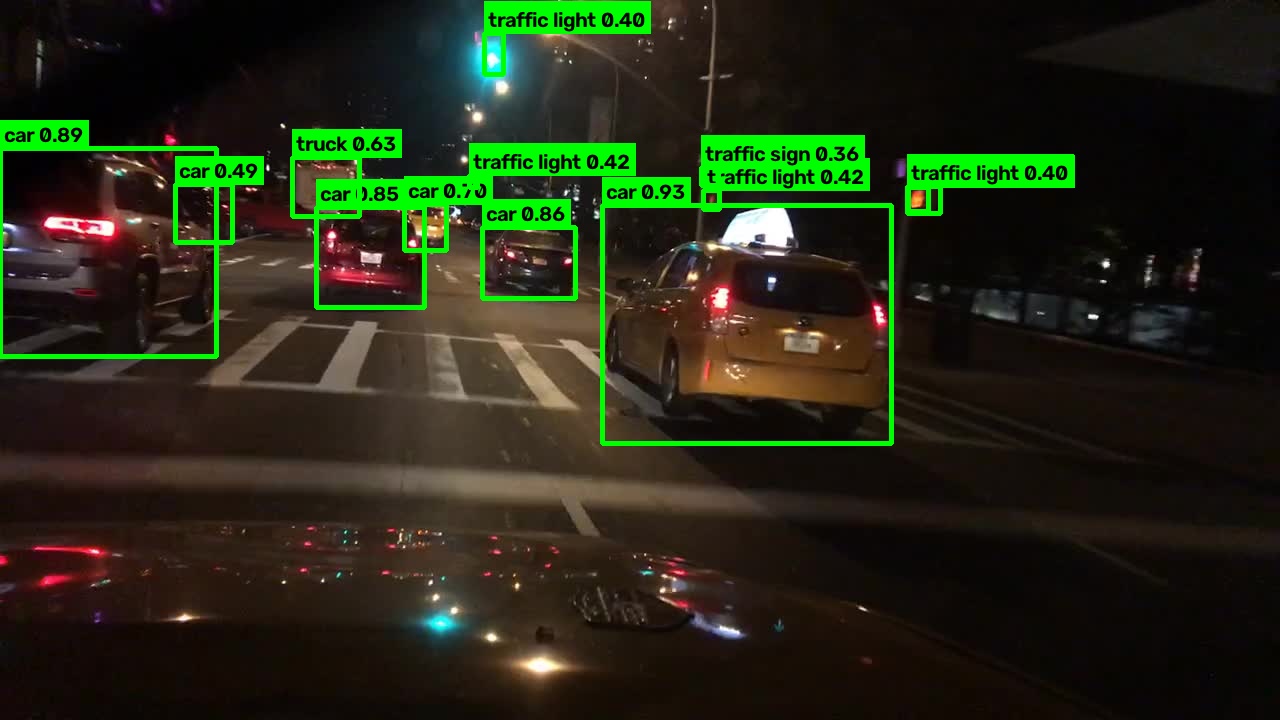 traffic light 0.40
car 0.89
truck 0.63
traffic light 0.42
traffic sign 0.36
car 0.49
traffic light 0.42
traffic light 0.40
car 0.85
car 0.70
car 0.93
car 0.86